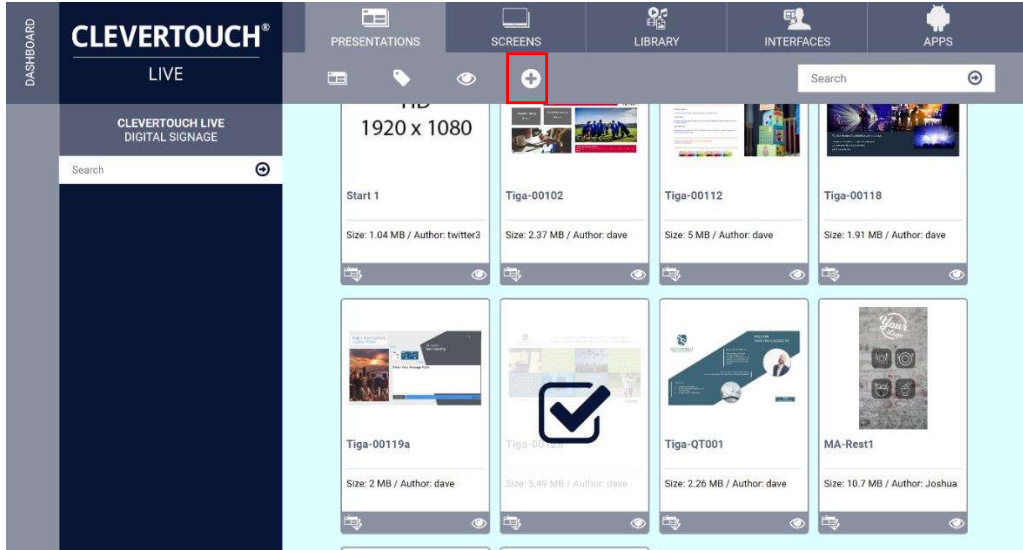 DASHBOARD
CLEVERTOUCH®
LIVE
PRESENTATIONS
SCREENS
LIBRARY
INTERFACES
APPS
Search
CLEVERTOUCH LIVE
DIGITAL SIGNAGE
Search
HD
1920 x 1080
Start 1
Tiga-00102
Tiga-00112
Tiga-00118
Size: 1.04 MB / Author: twitter3
Size: 2.37 MB / Author: dave
Size: 5 MB / Author: dave
Size: 1.91 MB / Author: dave
Your
Logo
Tiga-00119a
Tiga-QT001
MA-Rest1
Size: 2 MB / Author: dave
Size: 5.49 MB / Author: dave
Size: 2.26 MB / Author: dave
Size: 10.7 MB / Author: Joshua